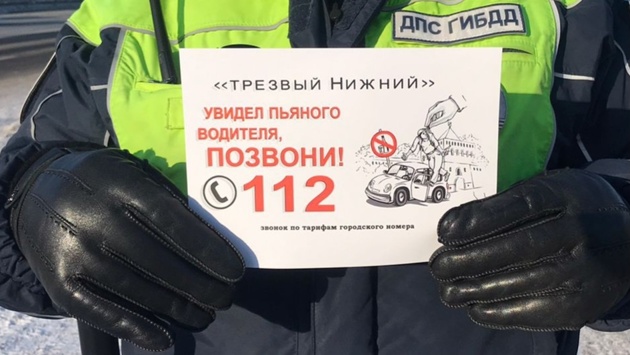 ДПС ГИБДД
«ТРЕЗВЫЙ НИЖНИЙ»
УВИДЕЛ ПЬЯНОГО
ВОДИТЕЛЯ,
ПОЗВОНИ!
112
звонок по тарифам городского номера